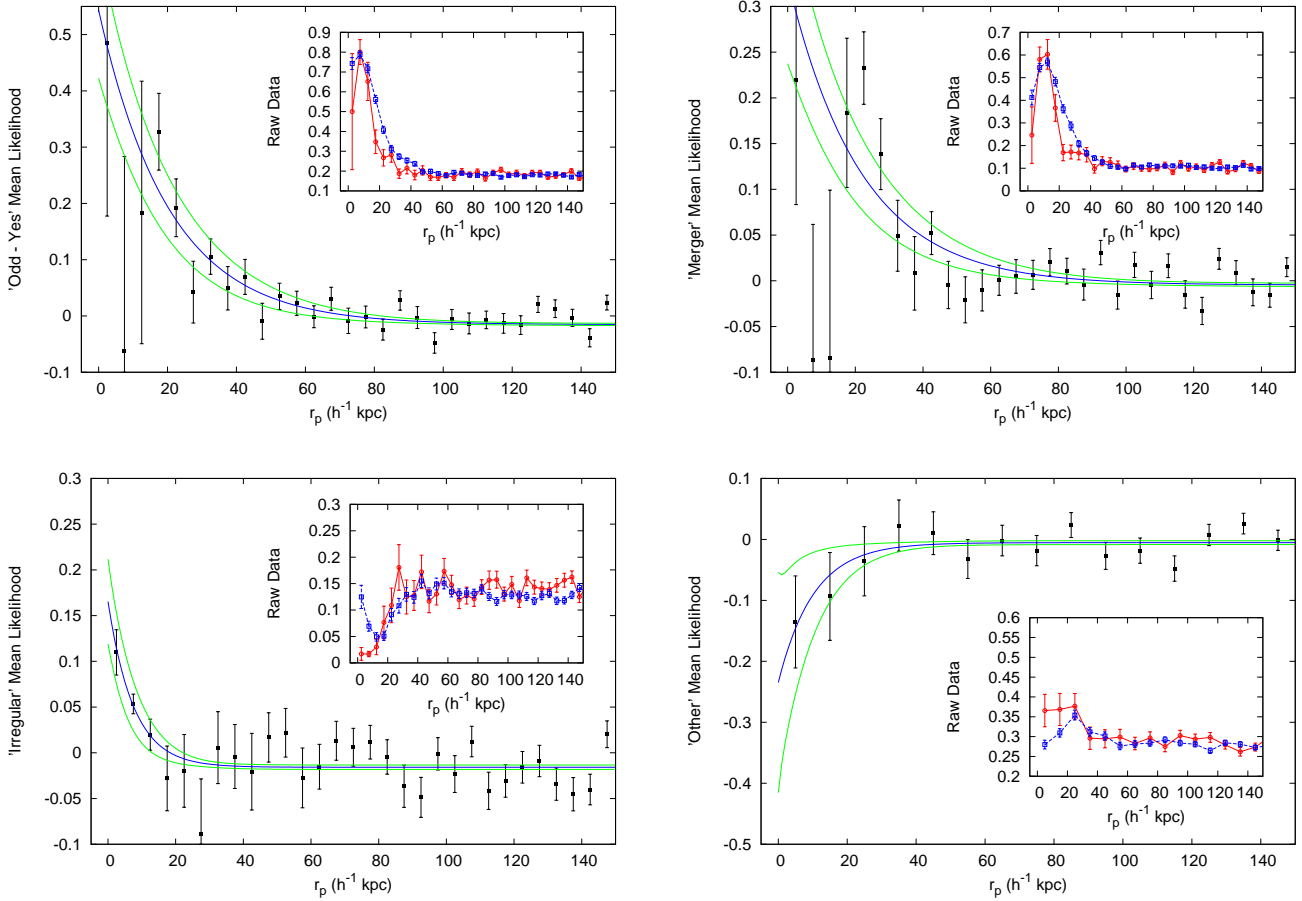 'Odd - Yes' Mean Likelihood
0.5
0.4
0.3
0.2
0.1
0
-0.1
0 20 40 60 80 100 120 140
r_p (h^-1 kpc)
Raw Data
0.9
0.8
0.7
0.6
0.5
0.4
0.3
0.2
0.1
0 20 40 60 80 100 120 140
r_p (h^-1 kpc)
'Merger' Mean Likelihood
0.3
0.25
0.2
0.15
0.1
0.05
0
-0.05
-0.1
0 20 40 60 80 100 120 140
r_p (h^-1 kpc)
Raw Data
0.7
0.6
0.5
0.4
0.3
0.2
0.1
0
0 20 40 60 80 100 120 140
r_p (h^-1 kpc)
'Irregular' Mean Likelihood
0.3
0.25
0.2
0.15
0.1
0.05
0
-0.05
-0.1
0 20 40 60 80 100 120 140
r_p (h^-1 kpc)
Raw Data
0.3
0.25
0.2
0.15
0.1
0.05
0
0 20 40 60 80 100 120 140
r_p (h^-1 kpc)
'Other' Mean Likelihood
0.1
0
-0.1
-0.2
-0.3
-0.4
-0.5
0 20 40 60 80 100 120 140
r_p (h^-1 kpc)
Raw Data
0.6
0.55
0.5
0.45
0.4
0.35
0.3
0.25
0.2
0 20 40 60 80 100 120 140
r_p (h^-1 kpc)